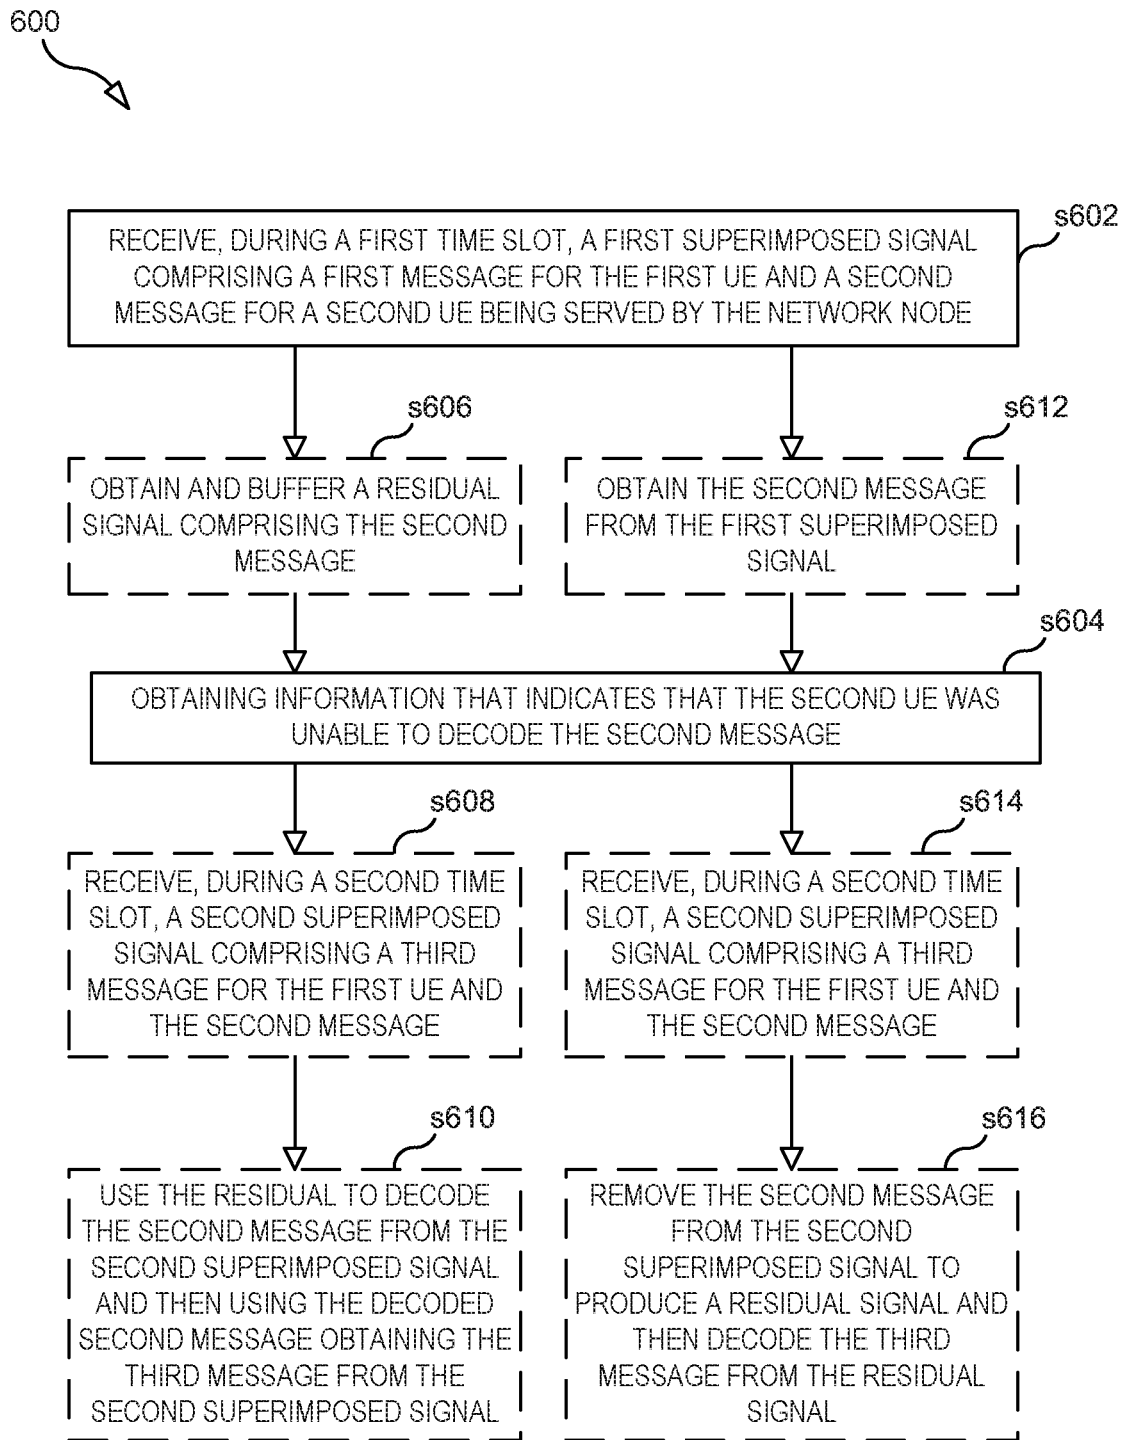 600
s602
RECEIVE, DURING A FIRST TIME SLOT, A FIRST SUPERIMPOSED SIGNAL
COMPRISING A FIRST MESSAGE FOR THE FIRST UE AND A SECOND
MESSAGE FOR A SECOND UE BEING SERVED BY THE NETWORK NODE
s606
OBTAIN AND BUFFER A RESIDUAL
SIGNAL COMPRISING THE SECOND
MESSAGE
s612
OBTAIN THE SECOND MESSAGE
FROM THE FIRST SUPERIMPOSED
SIGNAL
s604
OBTAINING INFORMATION THAT INDICATES THAT THE SECOND UE WAS
UNABLE TO DECODE THE SECOND MESSAGE
s608
RECEIVE, DURING A SECOND TIME
SLOT, A SECOND SUPERIMPOSED
SIGNAL COMPRISING A THIRD
MESSAGE FOR THE FIRST UE AND
THE SECOND MESSAGE
s614
RECEIVE, DURING A SECOND TIME
SLOT, A SECOND SUPERIMPOSED
SIGNAL COMPRISING A THIRD
MESSAGE FOR THE FIRST UE AND
THE SECOND MESSAGE
s610
USE THE RESIDUAL TO DECODE
THE SECOND MESSAGE FROM THE
SECOND SUPERIMPOSED SIGNAL
AND THEN USING THE DECODED
SECOND MESSAGE OBTAINING THE
THIRD MESSAGE FROM THE
SECOND SUPERIMPOSED SIGNAL
s616
REMOVE THE SECOND MESSAGE
FROM THE SECOND
SUPERIMPOSED SIGNAL TO
PRODUCE A RESIDUAL SIGNAL AND
THEN DECODE THE THIRD
MESSAGE FROM THE RESIDUAL
SIGNAL